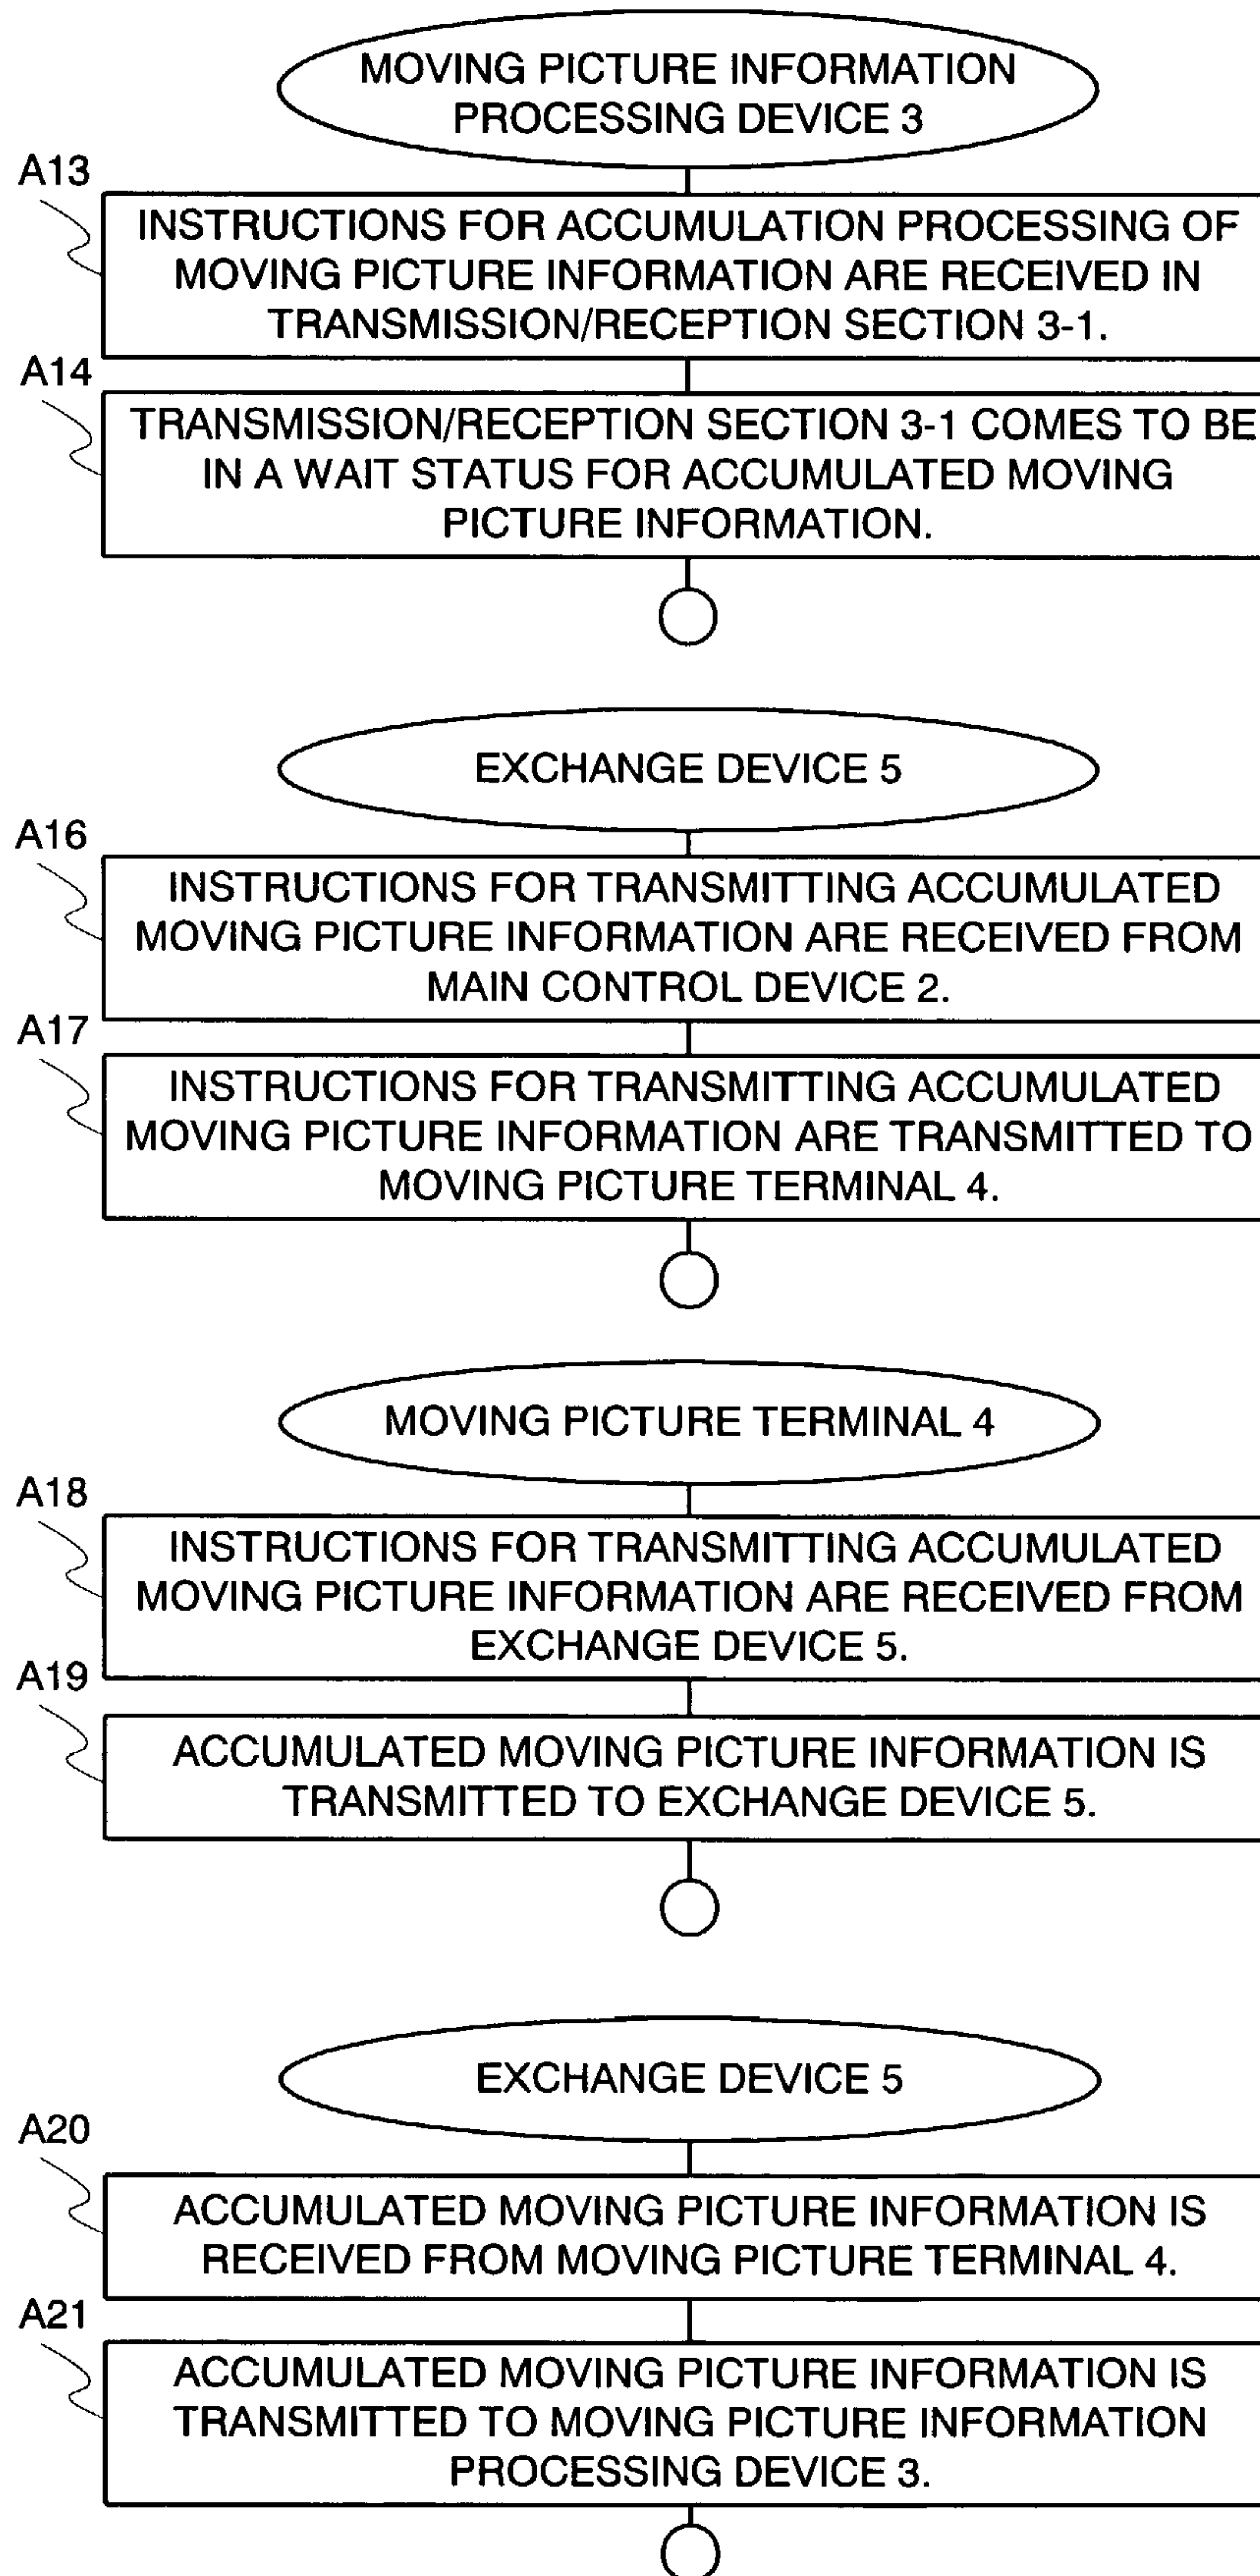 MOVING PICTURE INFORMATION
PROCESSING DEVICE 3
A13
INSTRUCTIONS FOR ACCUMULATION PROCESSING OF
MOVING PICTURE INFORMATION ARE RECEIVED IN
TRANSMISSION/RECEPTION SECTION 3-1.
A14
TRANSMISSION/RECEPTION SECTION 3-1 COMES TO BE
IN A WAIT STATUS FOR ACCUMULATED MOVING
PICTURE INFORMATION.
EXCHANGE DEVICE 5
A16
INSTRUCTIONS FOR TRANSMITTING ACCUMULATED
MOVING PICTURE INFORMATION ARE RECEIVED FROM
MAIN CONTROL DEVICE 2.
A17
INSTRUCTIONS FOR TRANSMITTING ACCUMULATED
MOVING PICTURE INFORMATION ARE TRANSMITTED TO
MOVING PICTURE TERMINAL 4.
MOVING PICTURE TERMINAL 4
A18
INSTRUCTIONS FOR TRANSMITTING ACCUMULATED
MOVING PICTURE INFORMATION ARE RECEIVED FROM
EXCHANGE DEVICE 5.
A19
ACCUMULATED MOVING PICTURE INFORMATION IS
TRANSMITTED TO EXCHANGE DEVICE 5.
EXCHANGE DEVICE 5
A20
ACCUMULATED MOVING PICTURE INFORMATION IS
RECEIVED FROM MOVING PICTURE TERMINAL 4.
A21
ACCUMULATED MOVING PICTURE INFORMATION IS
TRANSMITTED TO MOVING PICTURE INFORMATION
PROCESSING DEVICE 3.